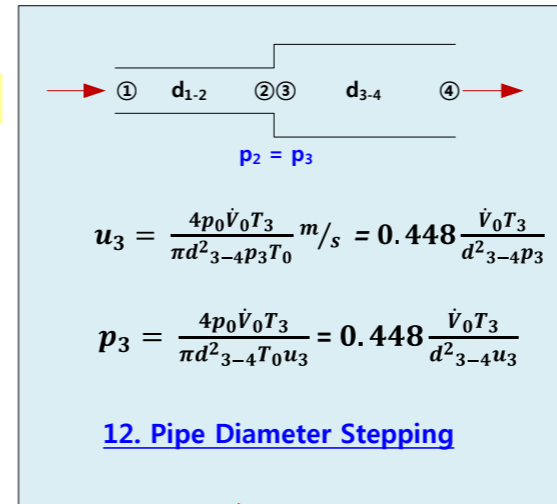 ① d₁₋₂ ②③ d₃₋₄ ④
p₂ = p₃
u₃ = 4p₀V̇₀T₃ / πd²₃₋₄p₃T₀ m/s = 0.448 V̇₀T₃ / d²₃₋₄p₃
p₃ = 4p₀V̇₀T₃ / πd²₃₋₄T₀u₃ = 0.448 V̇₀T₃ / d²₃₋₄u₃
12. Pipe Diameter Stepping